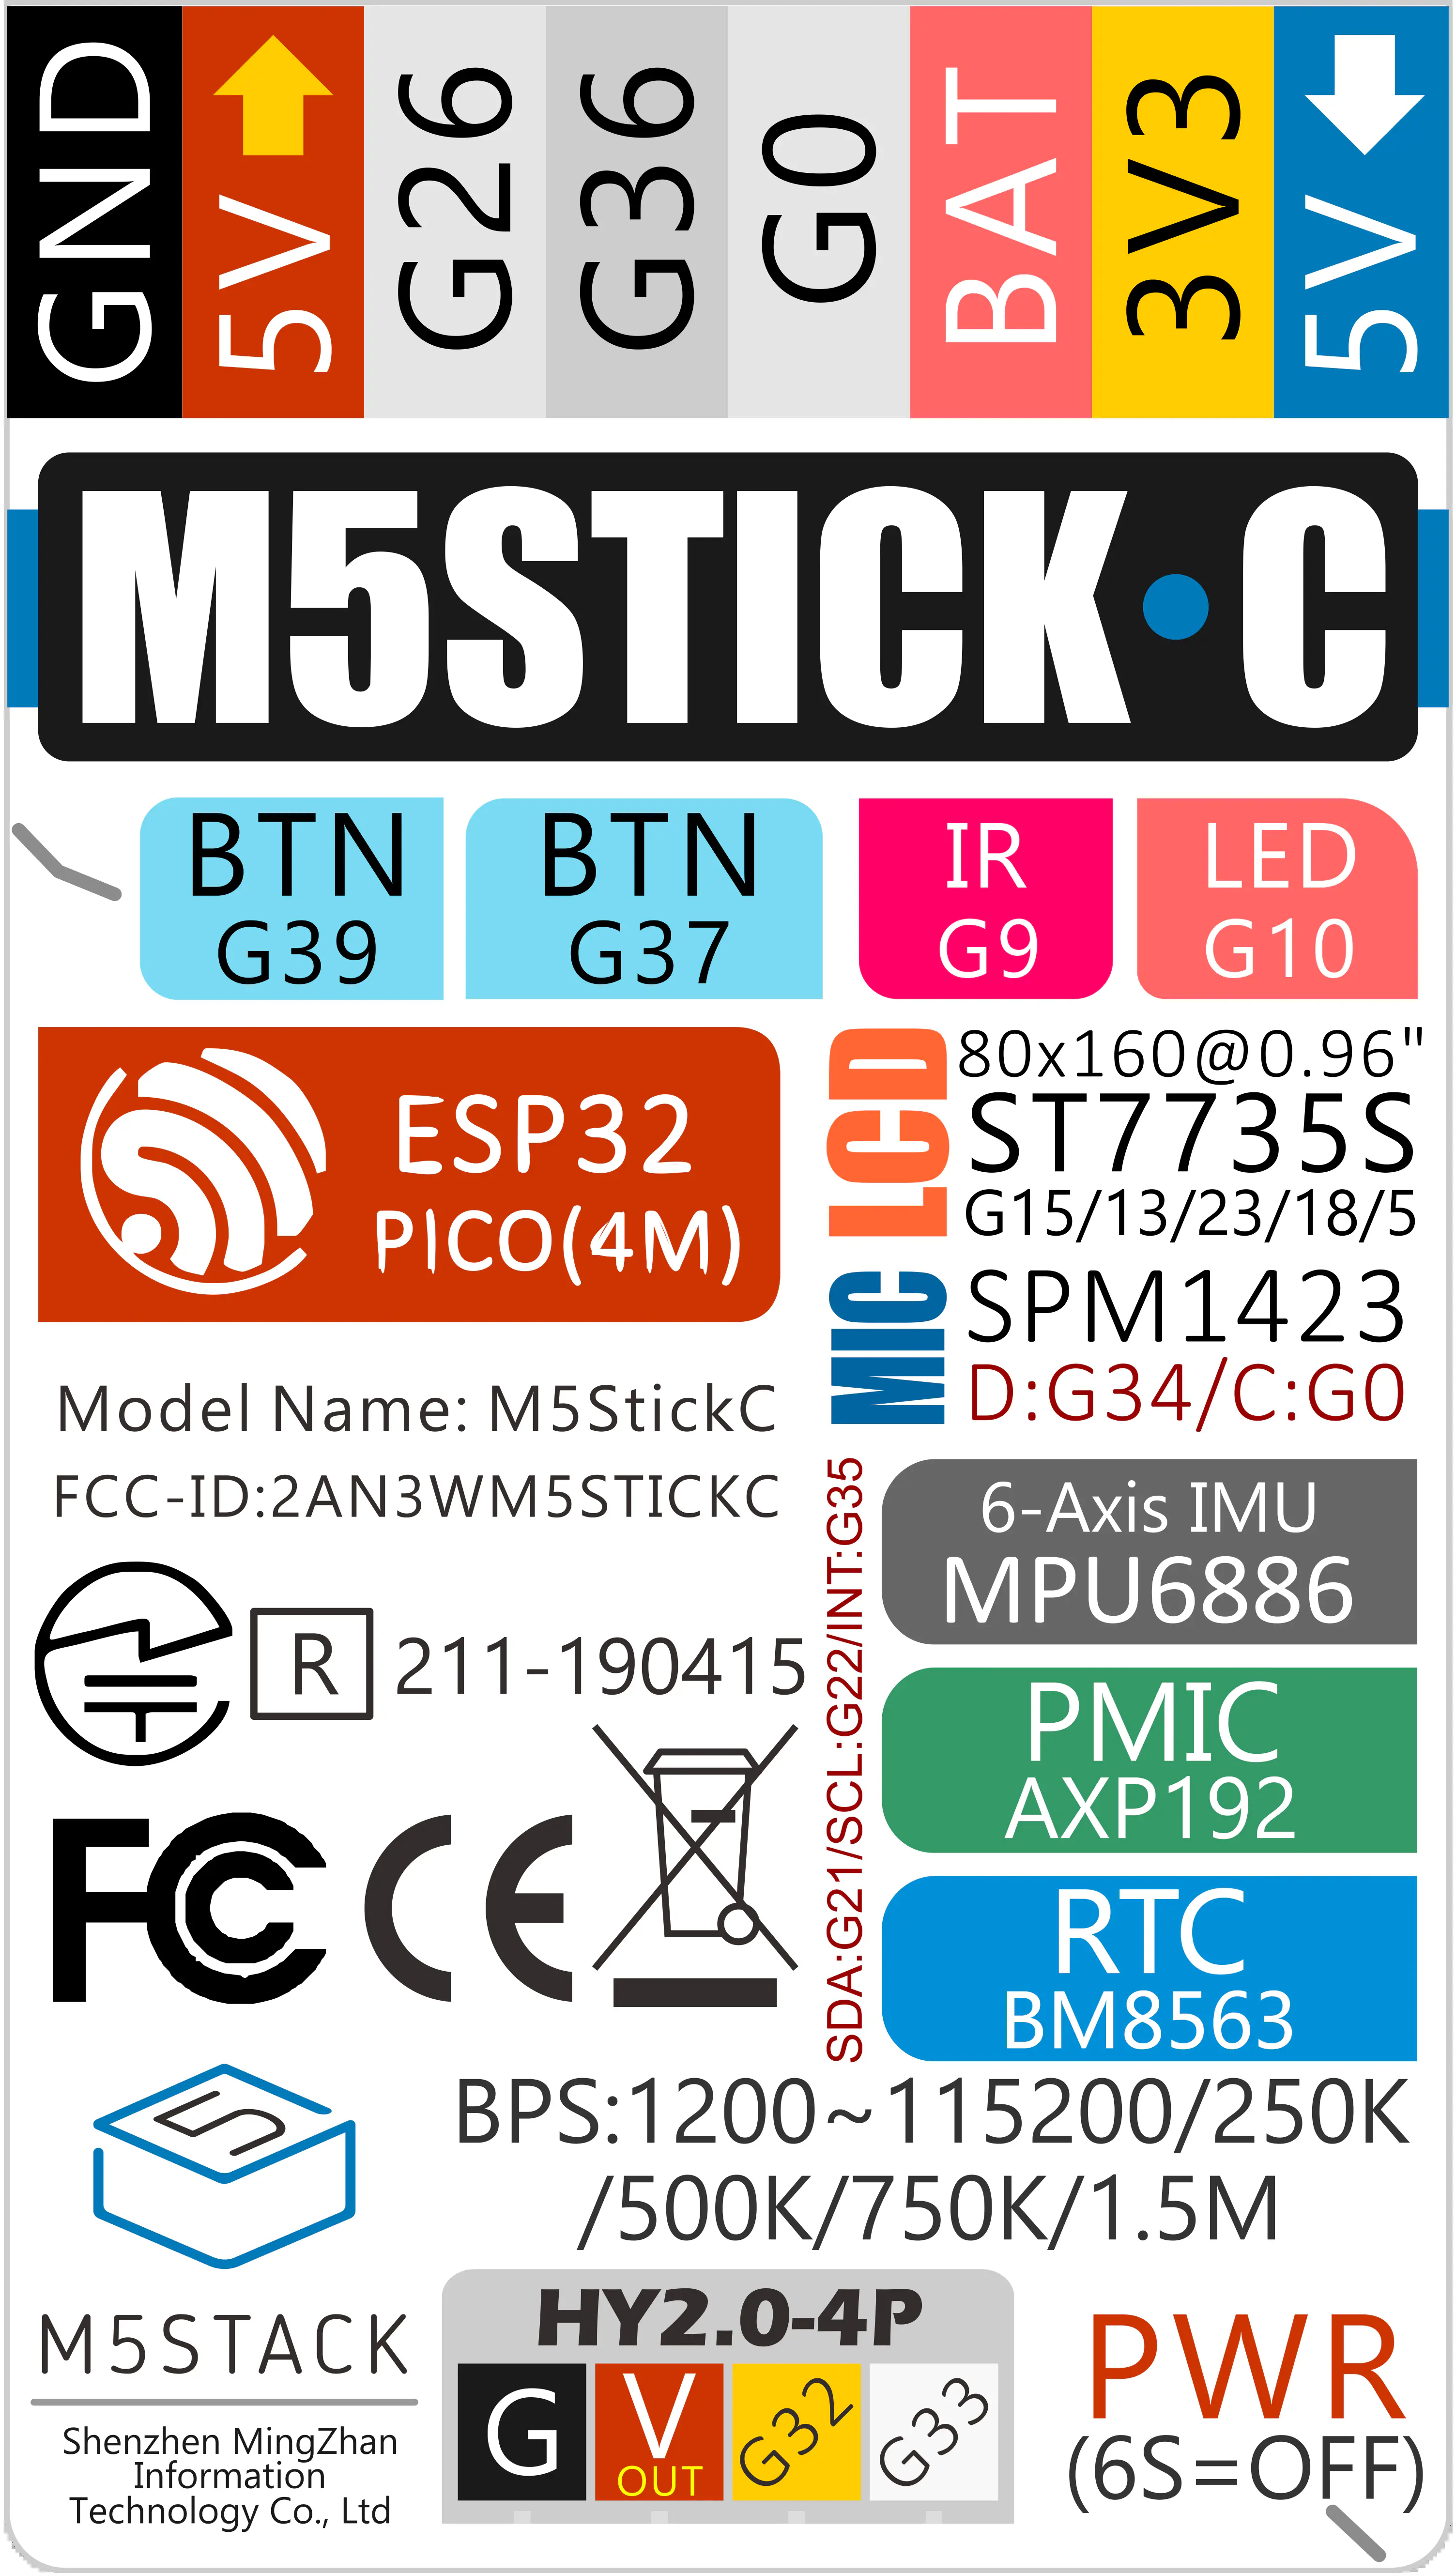 GND
5V
G26
G36
G0
BAT
3V3
5V
M5STICK·C
BTN
G39
BTN
G37
IR
G9
LED
G10
ESP32
PICO(4M)
LCD
80x160@0.96"
ST7735S
G15/13/23/18/5
MIC
SPM1423
D:G34/C:G0
Model Name: M5StickC
FCC-ID:2AN3WM5STICKC
R
211-190415
FC
CE
SDA:G21/SCL:G22/INT:G35
6-Axis IMU
MPU6886
PMIC
AXP192
RTC
BM8563
BPS:1200~115200/250K
/500K/750K/1.5M
5
M5STACK
Shenzhen MingZhan
Information
Technology Co., Ltd
HY2.0-4P
G
V
OUT
G32
G33
PWR
(6S=OFF)